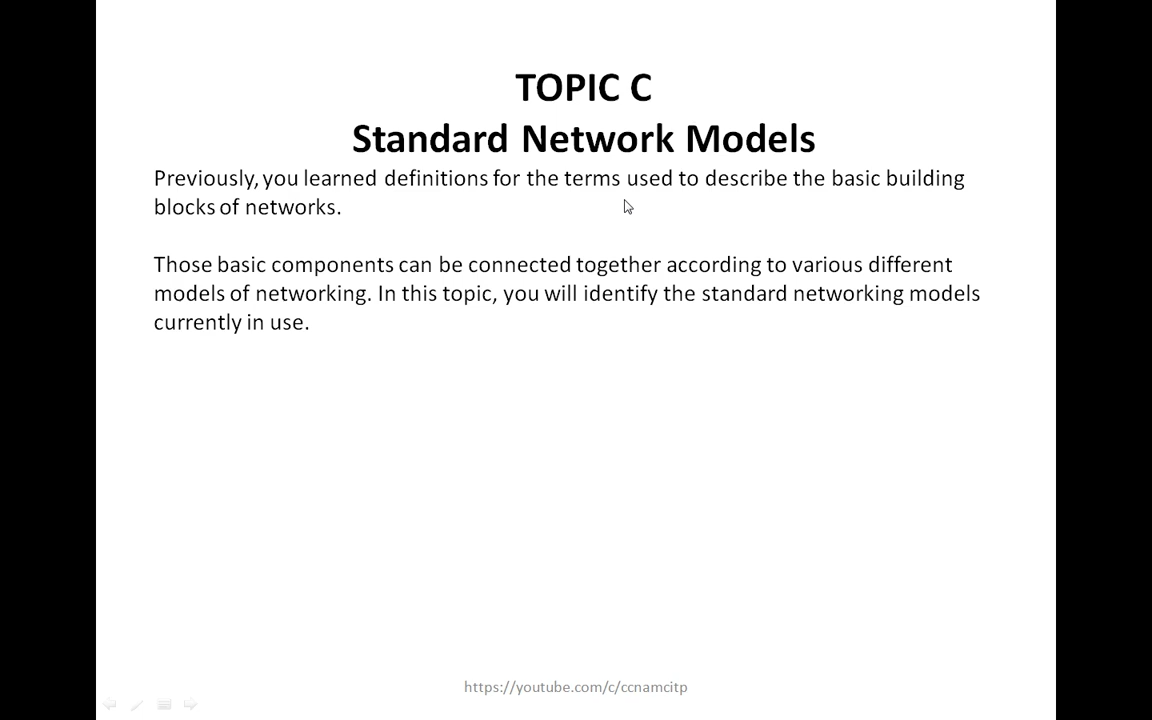 TOPIC C
Standard Network Models
Previously, you learned definitions for the terms used to describe the basic building
blocks of networks.
Those basic components can be connected together according to various different
models of networking. In this topic, you will identify the standard networking models
currently in use.
https://youtube.com/c/ccnamcitp